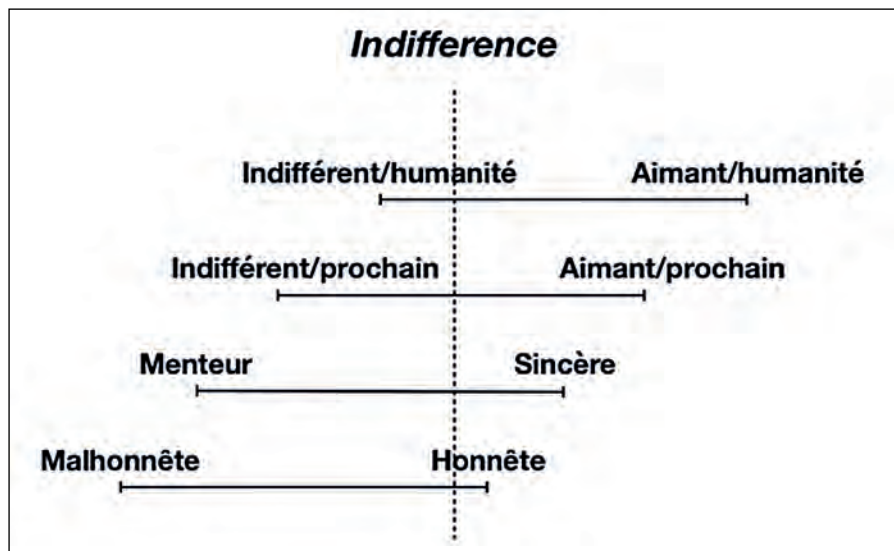 Indifference
Indifférent/humanité Aimant/humanité
Indifférent/prochain Aimant/prochain
Menteur Sincère
Malhonnête Honnête